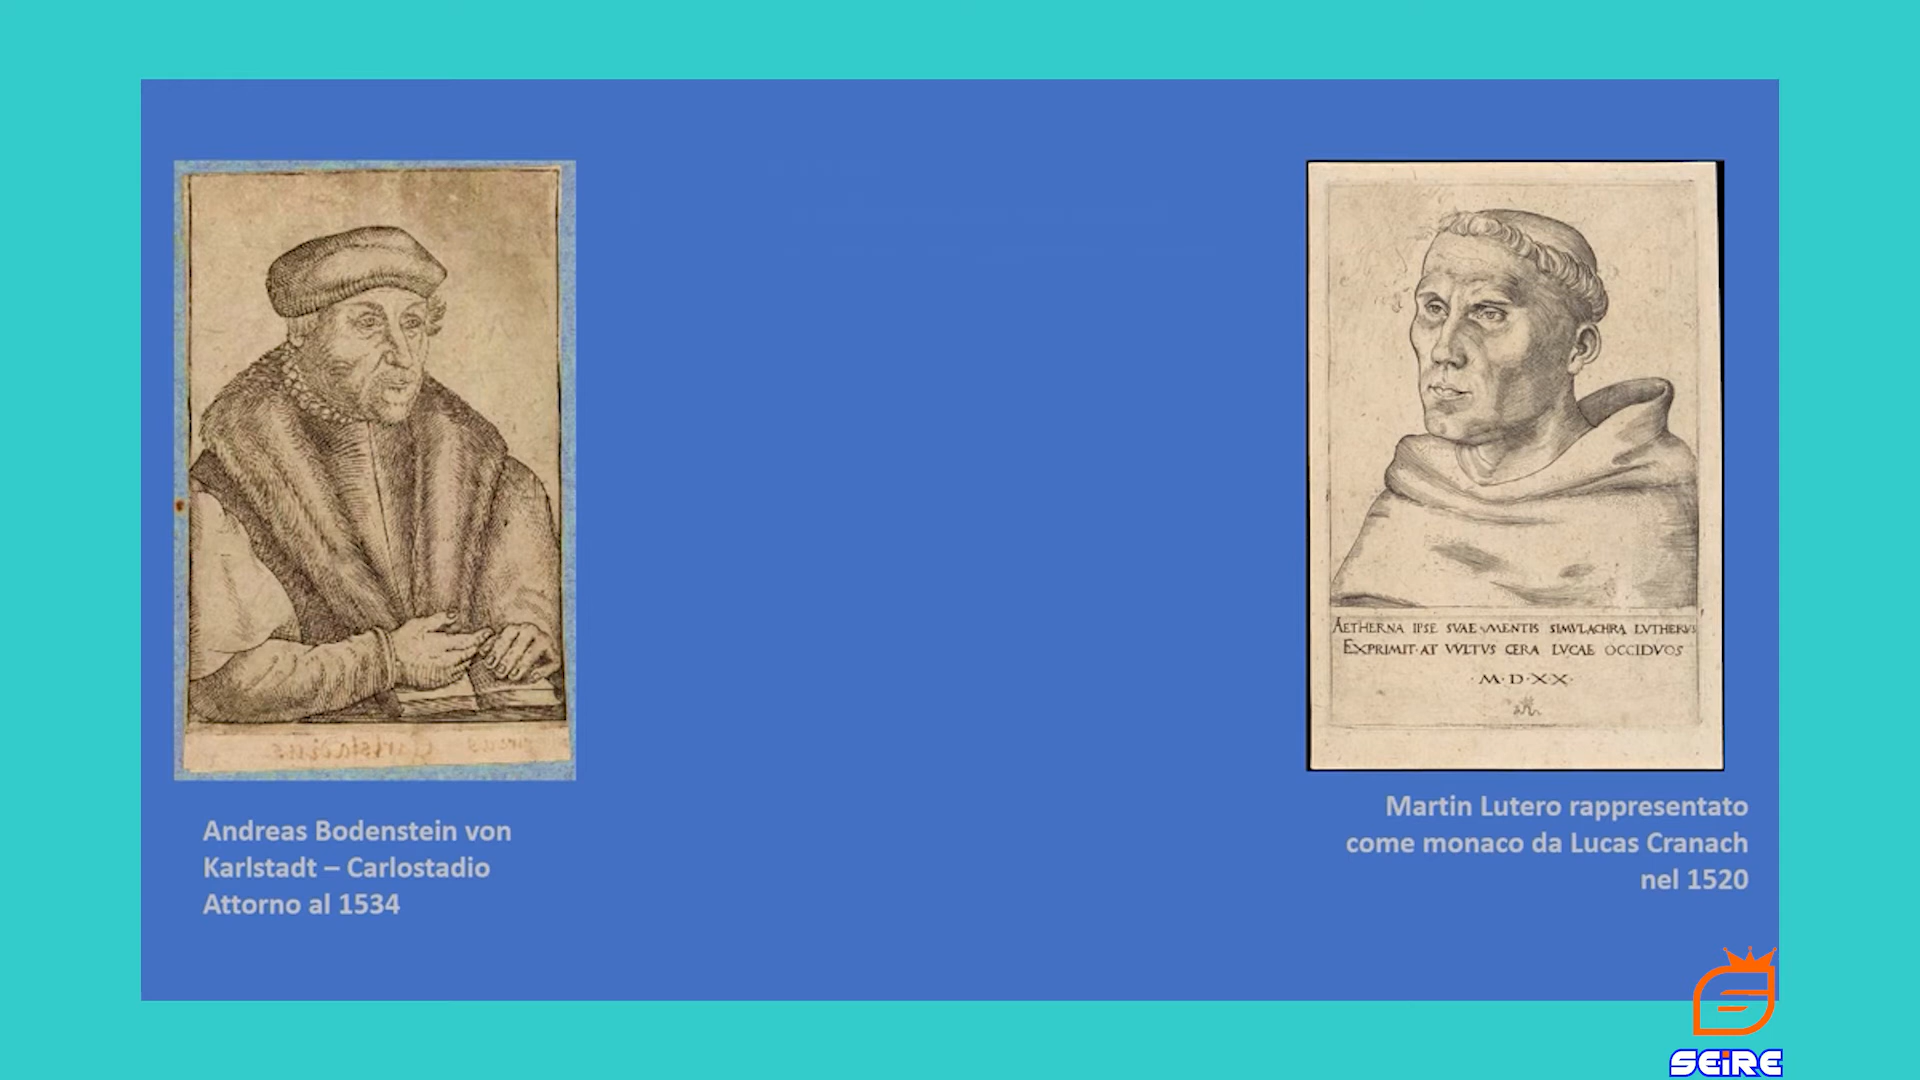 Andreas Bodenstein von
Karlstadt – Carlostadio
Attorno al 1534
AETHERNA IPSE SVAE MENTIS SIMVLACHRA LVTHERVS
EXPRIMIT·AT VVLTVS CERA LVCAE OCCIDVOS
·M·D·X·X·
Martin Lutero rappresentato
come monaco da Lucas Cranach
nel 1520
SEiRE